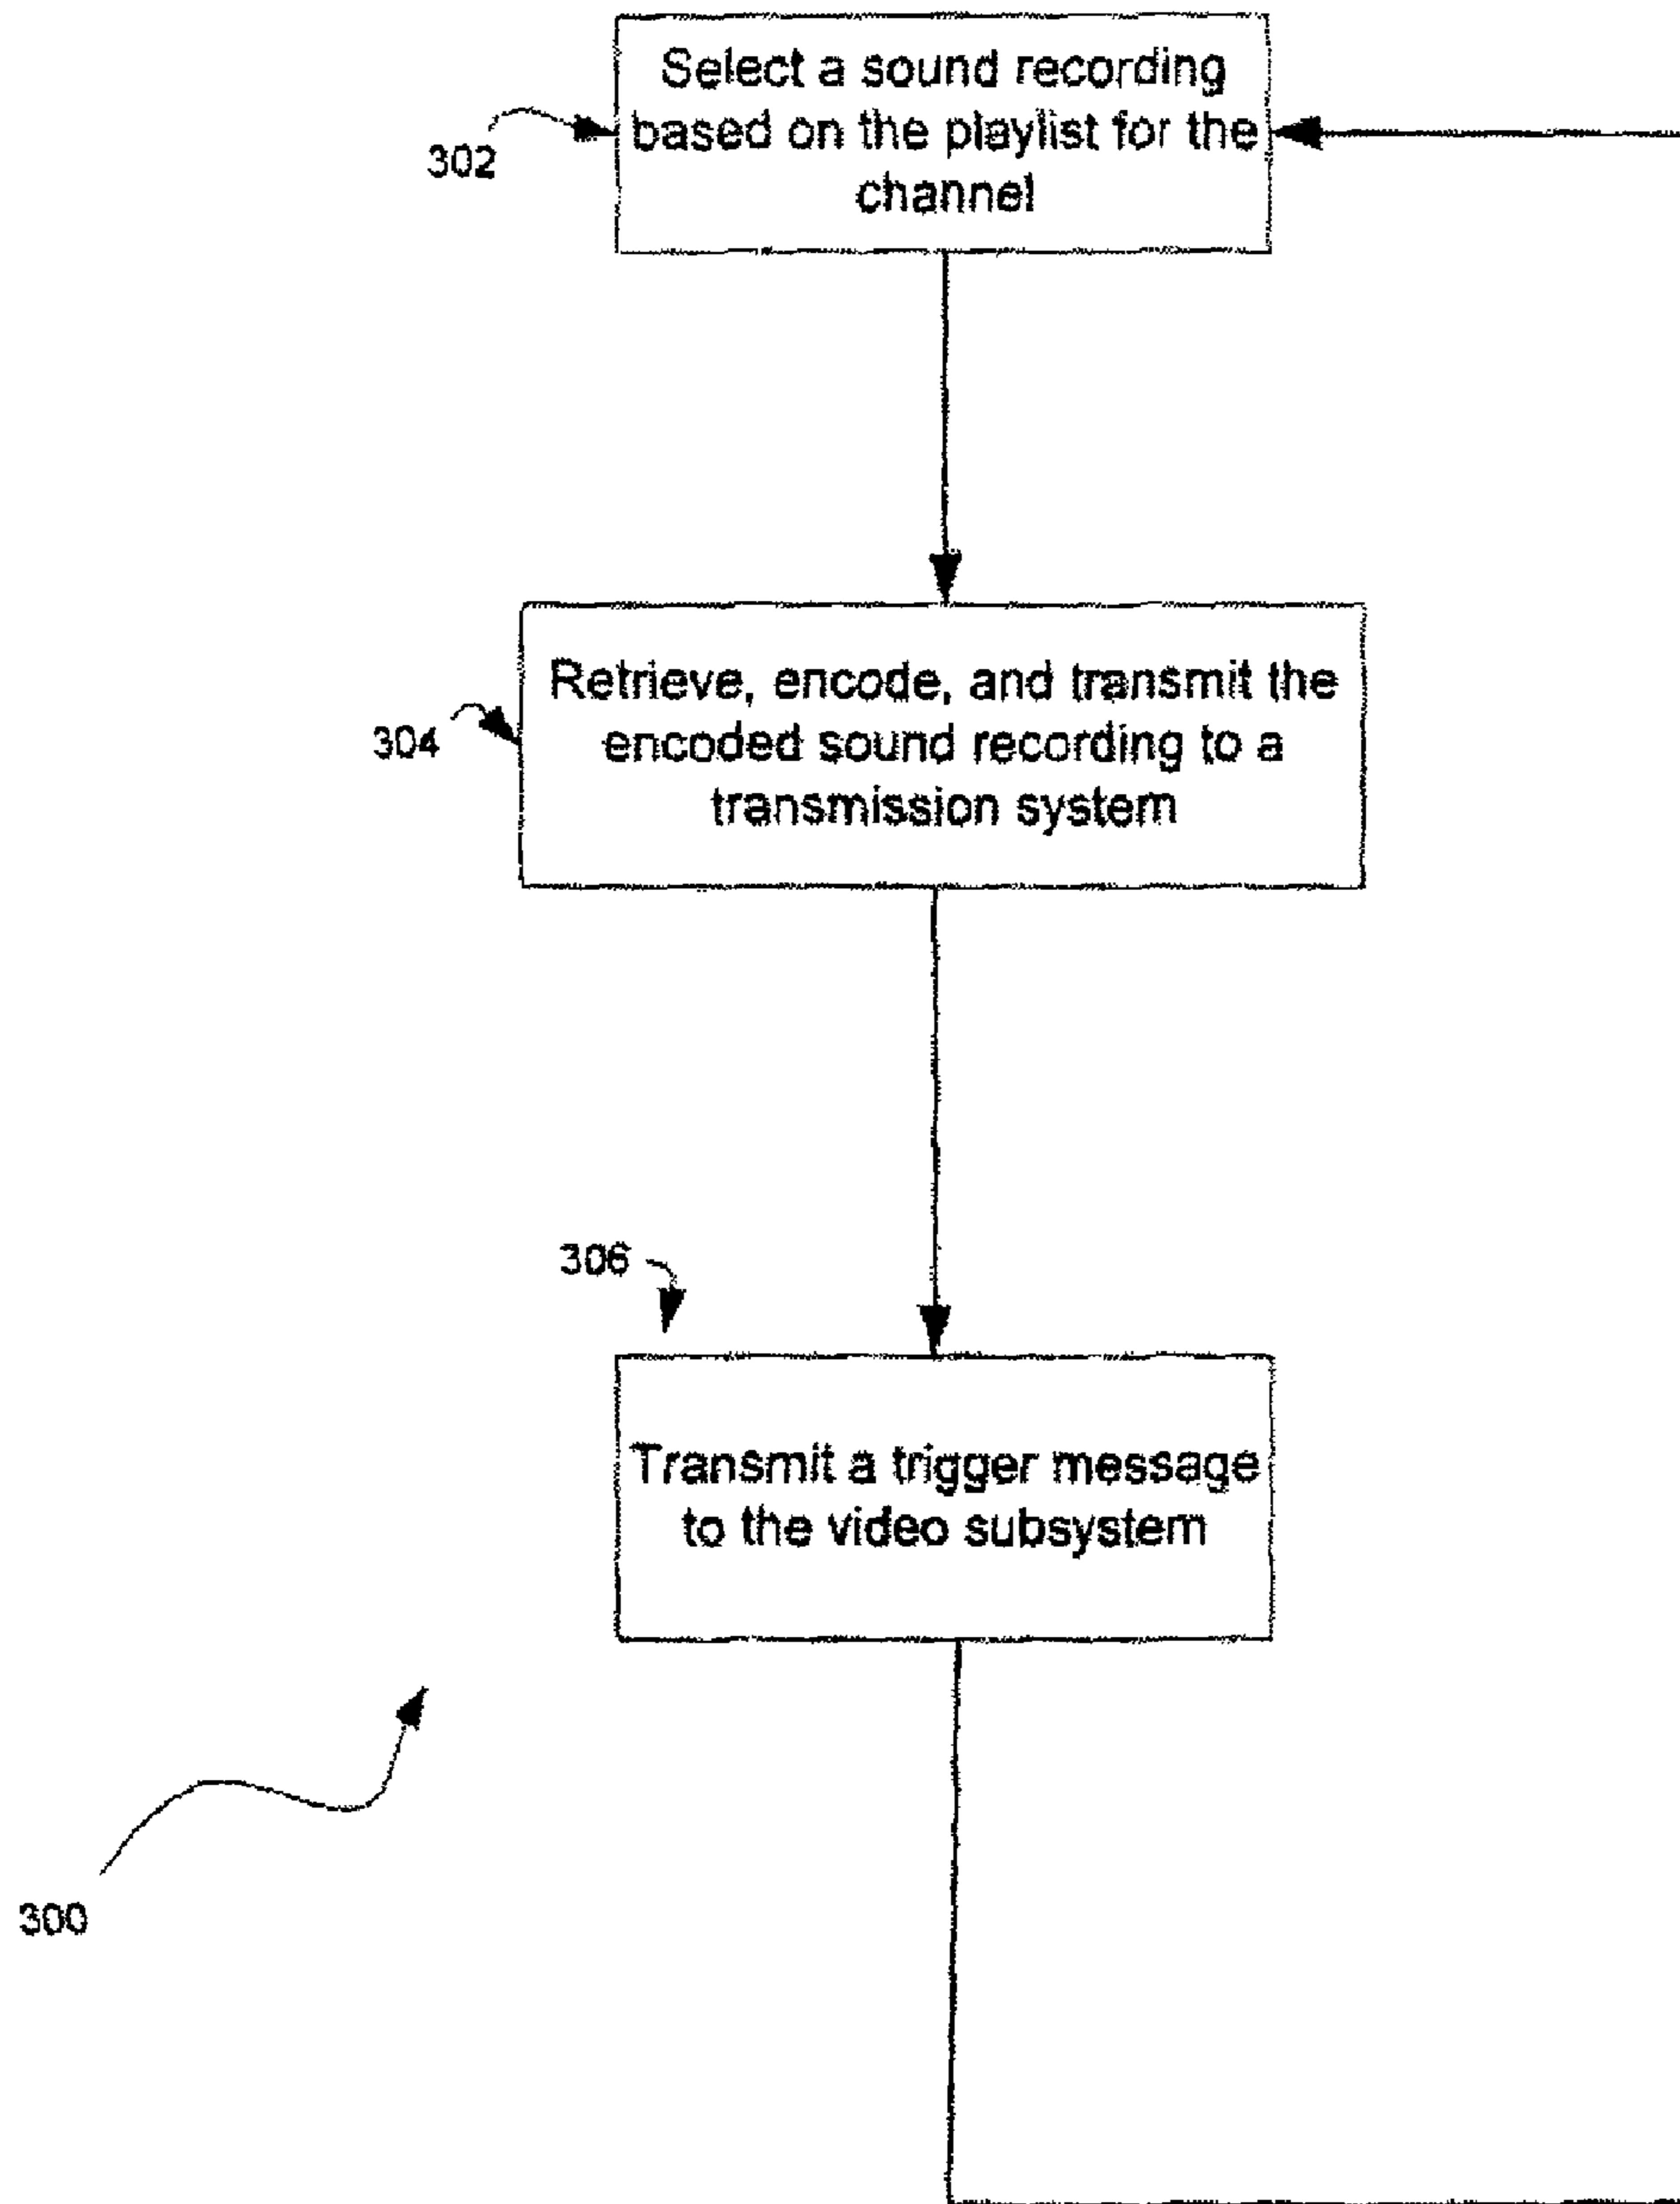 Select a sound recording
based on the playlist for the
channel
302
Retrieve, encode, and transmit the
encoded sound recording to a
transmission system
304
306
Transmit a trigger message
to the video subsystem
300